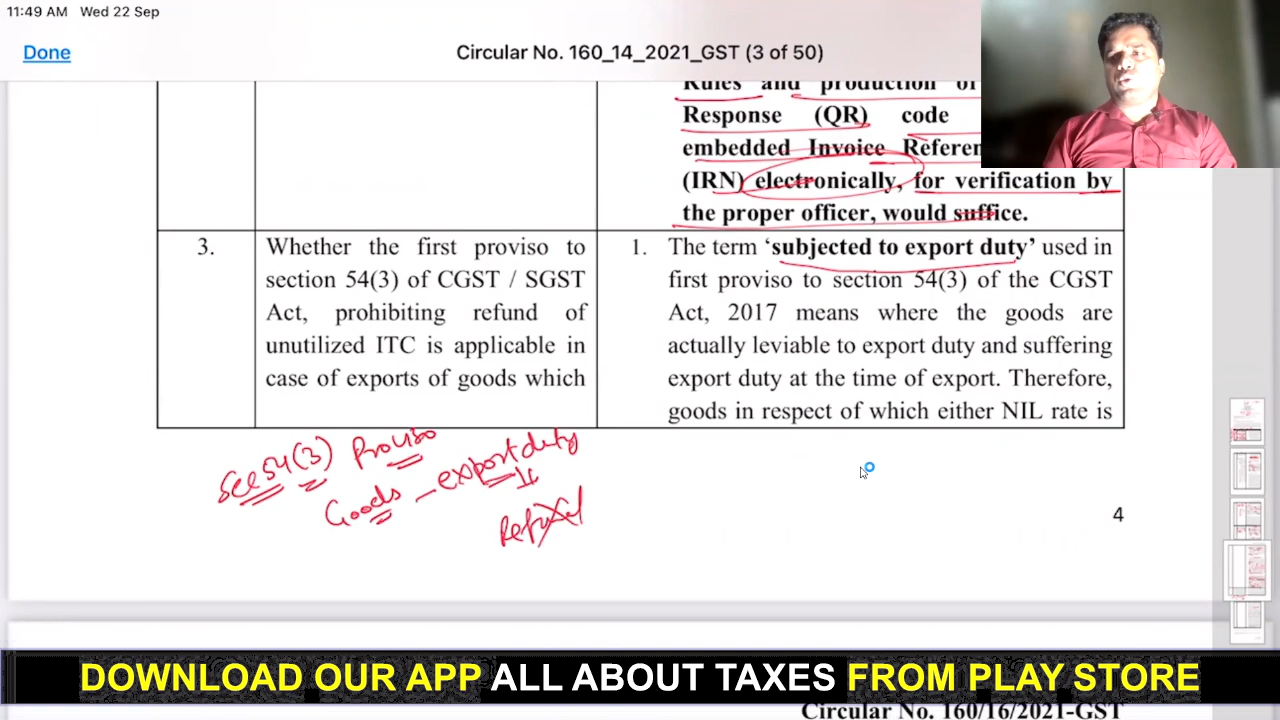 11:49 AM Wed 22 Sep
Done
Circular No. 160_14_2021_GST (3 of 50)
Rules and production of
Response (QR) code
embedded Invoice Referen
(IRN) electronically, for verification by
the proper officer, would suffice.
3.
Whether the first proviso to
section 54(3) of CGST / SGST
Act, prohibiting refund of
unutilized ITC is applicable in
case of exports of goods which
1. The term ‘subjected to export duty’ used in
first proviso to section 54(3) of the CGST
Act, 2017 means where the goods are
actually leviable to export duty and suffering
export duty at the time of export. Therefore,
goods in respect of which either NIL rate is
Sec 54(3) Proviso
Goods - export duty
Refund
4
DOWNLOAD OUR APP ALL ABOUT TAXES FROM PLAY STORE
Circular No. 160/16/2021-GST